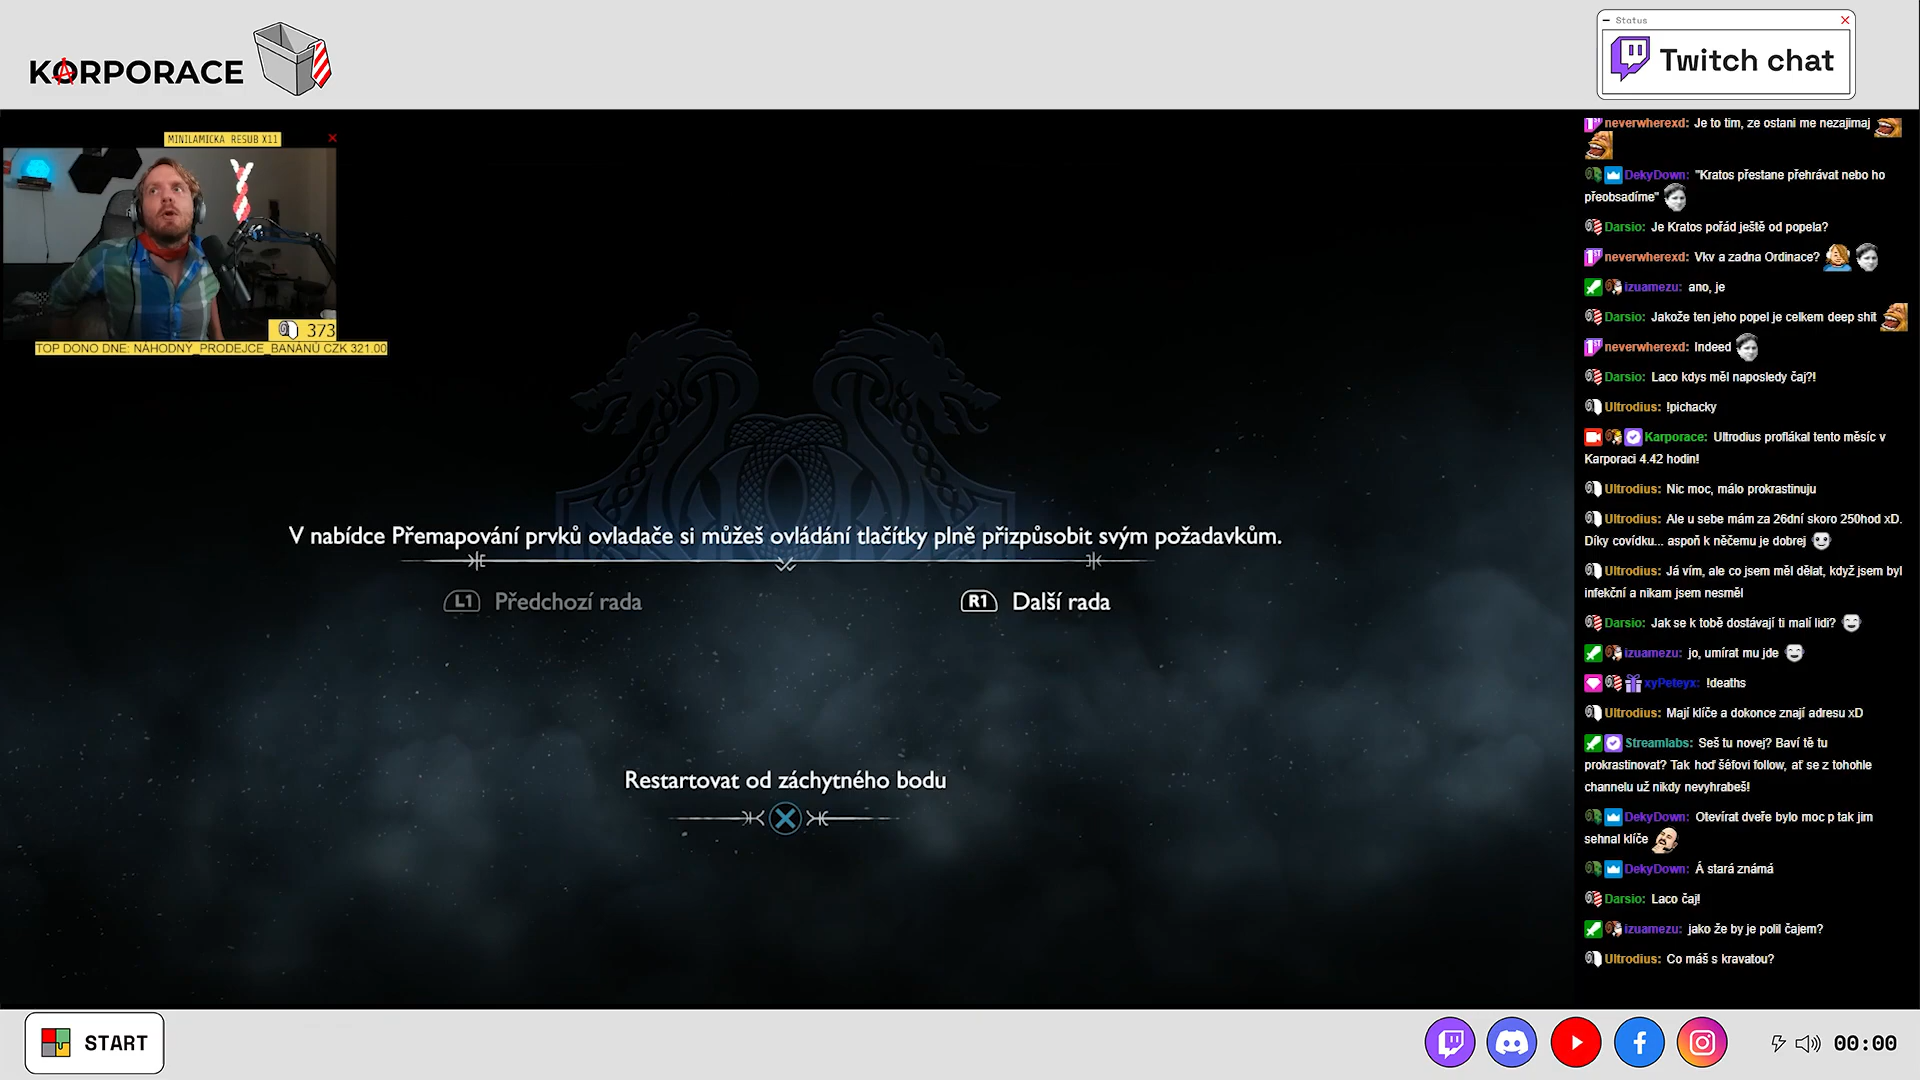 KARPORACE
Status
Twitch chat
MINILAMICKA RESUB X11
373
TOP DONO DNE: NÁHODNÝ_PRODEJCE_BANÁNŮ CZK 321.00
V nabídce Přemapování prvků ovladače si můžeš ovládání tlačítky plně přizpůsobit svým požadavkům.
L1 Předchozí rada
R1 Další rada
Restartovat od záchytného bodu
neverwherexd: Je to tim, ze ostani me nezajimaj
DekyDown: "Kratos přestane přehrávat nebo ho
přeobsadíme"
Darsio: Je Kratos pořád ještě od popela?
neverwherexd: Vkv a zadna Ordinace?
izuamezu: ano, je
Darsio: Jakože ten jeho popel je celkem deep shit
neverwherexd: Indeed
Darsio: Laco kdys měl naposledy čaj?!
Ultrodius: !pichacky
Karporace: Ultrodius proflákal tento měsíc v
Karporaci 4.42 hodin!
Ultrodius: Nic moc, málo prokrastinuju
Ultrodius: Ale u sebe mám za 26dní skoro 250hod xD.
Díky covídku... aspoň k něčemu je dobrej
Ultrodius: Já vím, ale co jsem měl dělat, když jsem byl
infekční a nikam jsem nesměl
Darsio: Jak se k tobě dostávají ti malí lidi?
izuamezu: jo, umírat mu jde
xyPeteyx: !deaths
Ultrodius: Mají klíče a dokonce znají adresu xD
Streamlabs: Seš tu novej? Baví tě tu
prokrastinovat? Tak hoď šéfovi follow, ať se z tohohle
channelu už nikdy nevyhrabeš!
DekyDown: Otevírat dveře bylo moc p tak jim
sehnal klíče
DekyDown: Á stará známá
Darsio: Laco čaj!
izuamezu: jako že by je polil čajem?
Ultrodius: Co máš s kravatou?
START
00:00